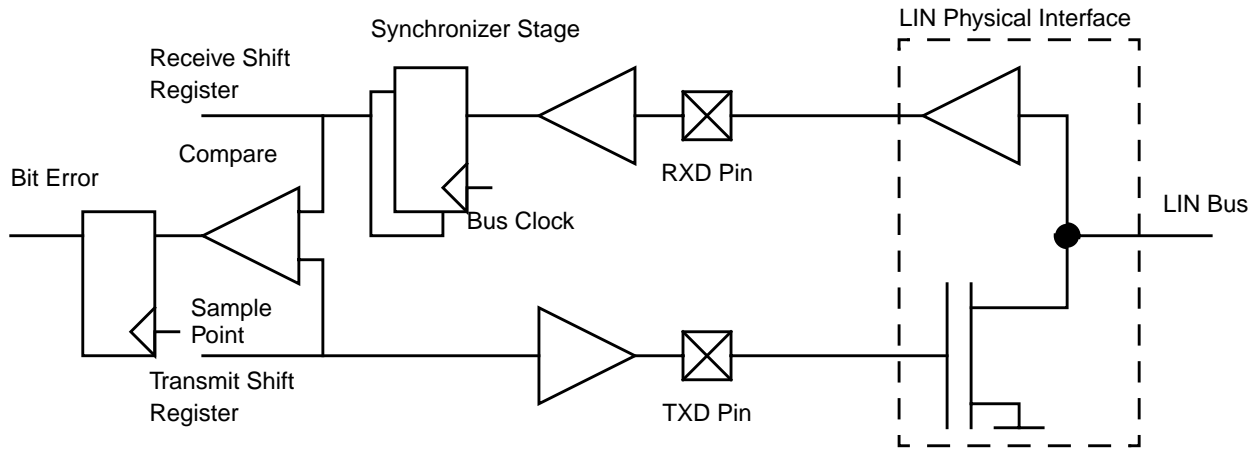 LIN Physical Interface
Synchronizer Stage
Receive Shift
Register
Compare
RXD Pin
Bit Error
LIN Bus
Bus Clock
Sample
Point
Transmit Shift
Register
TXD Pin